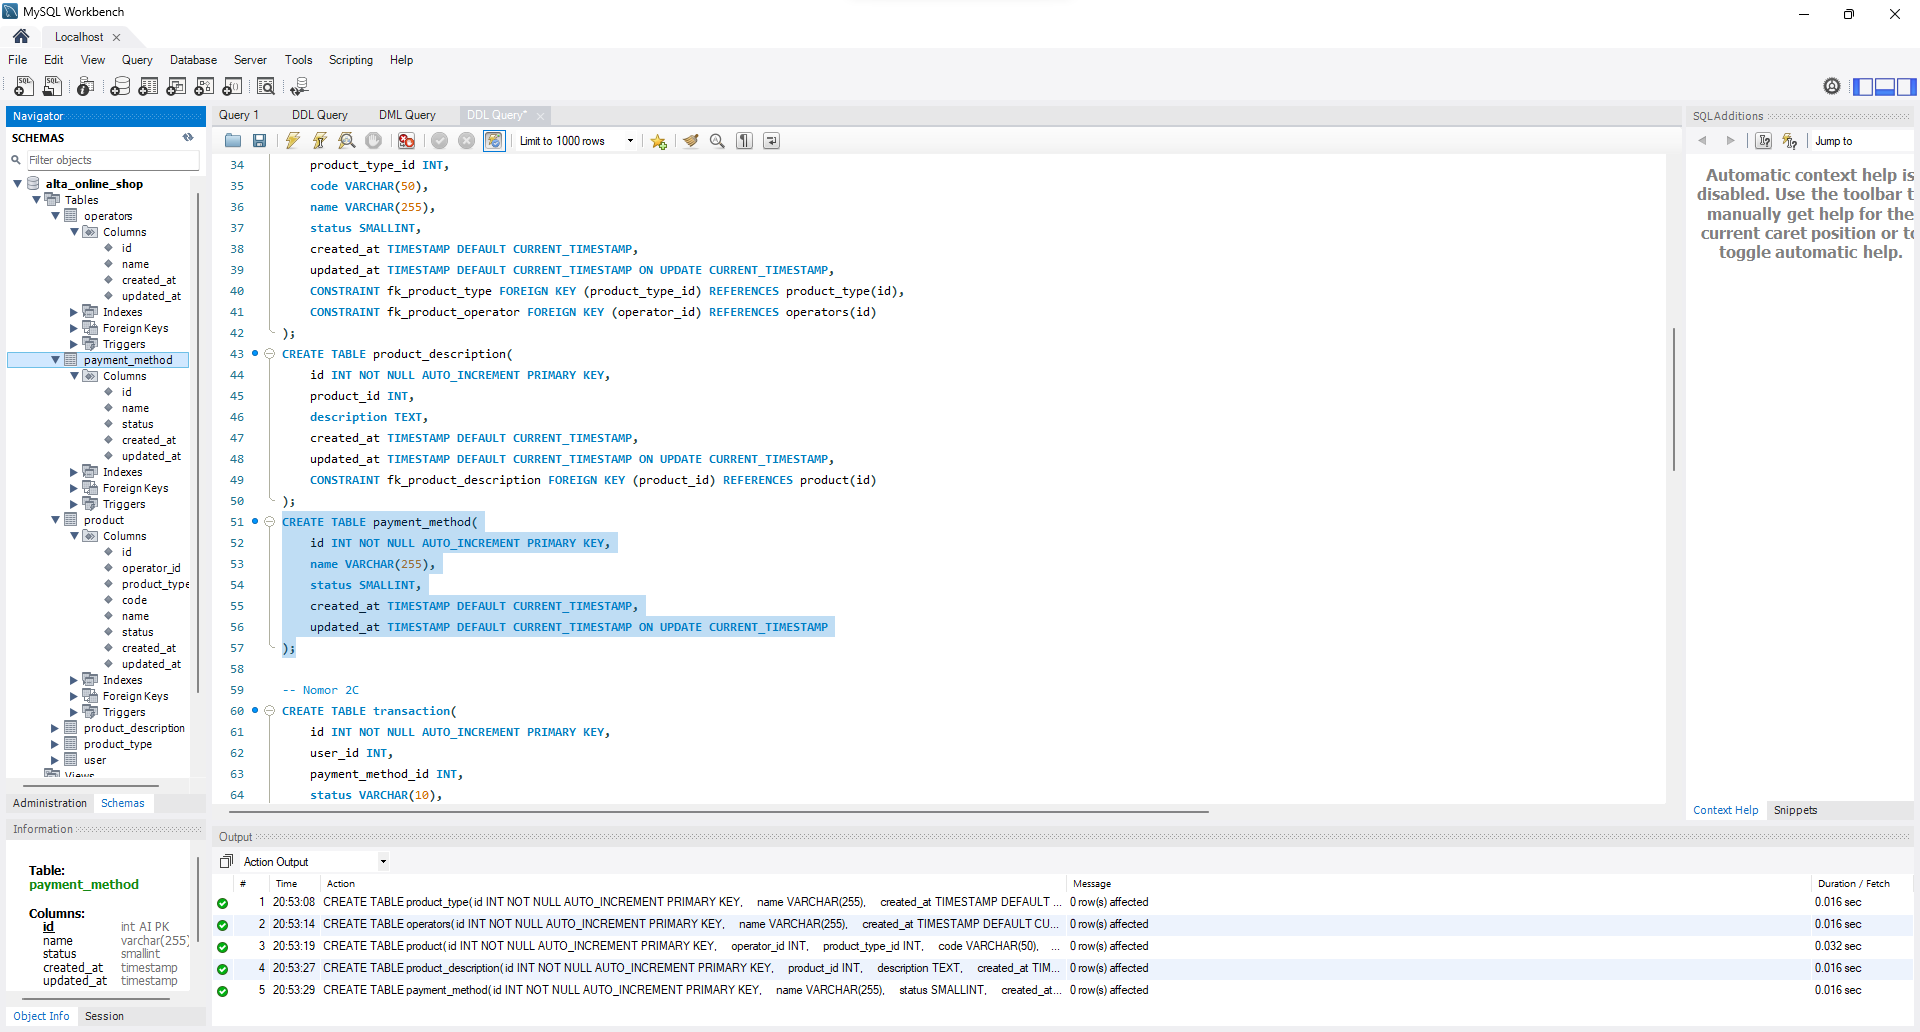 MySQL Workbench
Localhost
File Edit View Query Database Server Tools Scripting Help
Navigator
SCHEMAS
Filter objects
alta_online_shop
Tables
operators
Columns
id
name
created_at
updated_at
Indexes
Foreign Keys
Triggers
payment_method
Columns
id
name
status
created_at
updated_at
Indexes
Foreign Keys
Triggers
product
Columns
id
operator_id
product_type
code
name
status
created_at
updated_at
Indexes
Foreign Keys
Triggers
product_description
product_type
user
Views
Administration Schemas
Information
Table:
payment_method
Columns:
id int AI PK
name varchar(255)
status smallint
created_at timestamp
updated_at timestamp
Object Info Session
Query 1 DDL Query DML Query DDL Query*
Limit to 1000 rows
34 product_type_id INT,
35 code VARCHAR(50),
36 name VARCHAR(255),
37 status SMALLINT,
38 created_at TIMESTAMP DEFAULT CURRENT_TIMESTAMP,
39 updated_at TIMESTAMP DEFAULT CURRENT_TIMESTAMP ON UPDATE CURRENT_TIMESTAMP,
40 CONSTRAINT fk_product_type FOREIGN KEY (product_type_id) REFERENCES product_type(id),
41 CONSTRAINT fk_product_operator FOREIGN KEY (operator_id) REFERENCES operators(id)
42 );
43 CREATE TABLE product_description(
44 id INT NOT NULL AUTO_INCREMENT PRIMARY KEY,
45 product_id INT,
46 description TEXT,
47 created_at TIMESTAMP DEFAULT CURRENT_TIMESTAMP,
48 updated_at TIMESTAMP DEFAULT CURRENT_TIMESTAMP ON UPDATE CURRENT_TIMESTAMP,
49 CONSTRAINT fk_product_description FOREIGN KEY (product_id) REFERENCES product(id)
50 );
51 CREATE TABLE payment_method(
52 id INT NOT NULL AUTO_INCREMENT PRIMARY KEY,
53 name VARCHAR(255),
54 status SMALLINT,
55 created_at TIMESTAMP DEFAULT CURRENT_TIMESTAMP,
56 updated_at TIMESTAMP DEFAULT CURRENT_TIMESTAMP ON UPDATE CURRENT_TIMESTAMP
57 );
58
59 -- Nomor 2C
60 CREATE TABLE transaction(
61 id INT NOT NULL AUTO_INCREMENT PRIMARY KEY,
62 user_id INT,
63 payment_method_id INT,
64 status VARCHAR(10),
SQLAdditions
Jump to
Automatic context help is
disabled. Use the toolbar t
manually get help for the
current caret position or to
toggle automatic help.
Context Help Snippets
Output
Action Output
# Time Action Message Duration / Fetch
1 20:53:08 CREATE TABLE product_type( id INT NOT NULL AUTO_INCREMENT PRIMARY KEY, name VARCHAR(255), created_at TIMESTAMP DEFAULT ... 0 row(s) affected 0.016 sec
2 20:53:14 CREATE TABLE operators( id INT NOT NULL AUTO_INCREMENT PRIMARY KEY, name VARCHAR(255), created_at TIMESTAMP DEFAULT CU... 0 row(s) affected 0.016 sec
3 20:53:19 CREATE TABLE product( id INT NOT NULL AUTO_INCREMENT PRIMARY KEY, operator_id INT, product_type_id INT, code VARCHAR(50), ... 0 row(s) affected 0.032 sec
4 20:53:27 CREATE TABLE product_description( id INT NOT NULL AUTO_INCREMENT PRIMARY KEY, product_id INT, description TEXT, created_at TIM... 0 row(s) affected 0.016 sec
5 20:53:29 CREATE TABLE payment_method( id INT NOT NULL AUTO_INCREMENT PRIMARY KEY, name VARCHAR(255), status SMALLINT, created_at... 0 row(s) affected 0.016 sec